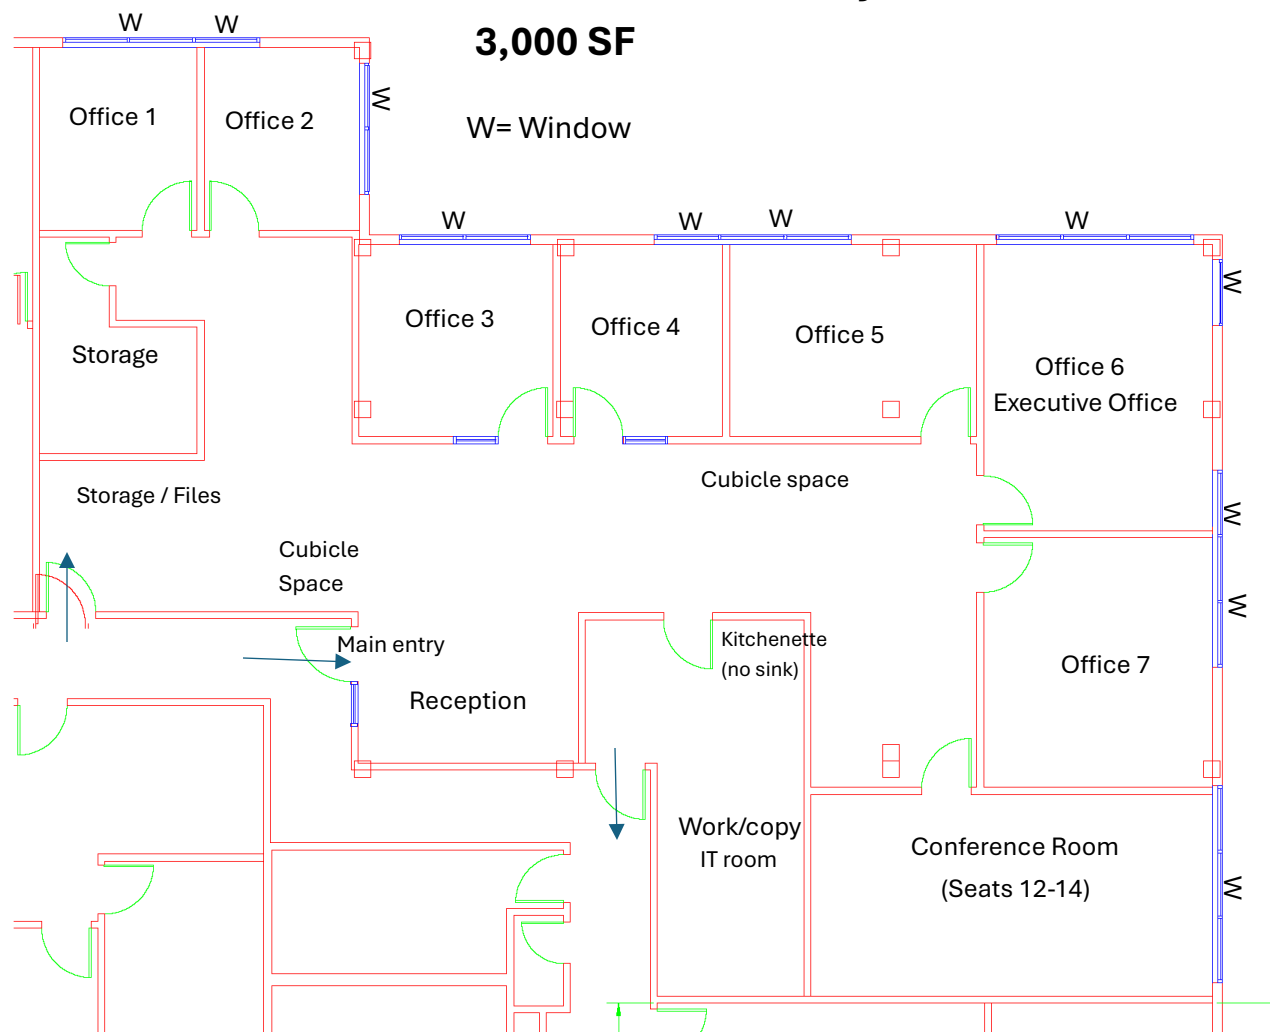 3,000 SF
W= Window
W
W
W
Office 1
Office 2
W
W
W
W
W
Office 3
Office 4
Office 5
Office 6
Executive Office
Storage
Cubicle space
Storage / Files
W
Cubicle
Space
W
Main entry
Kitchenette
(no sink)
Office 7
Reception
Work/copy
IT room
Conference Room
(Seats 12-14)
W